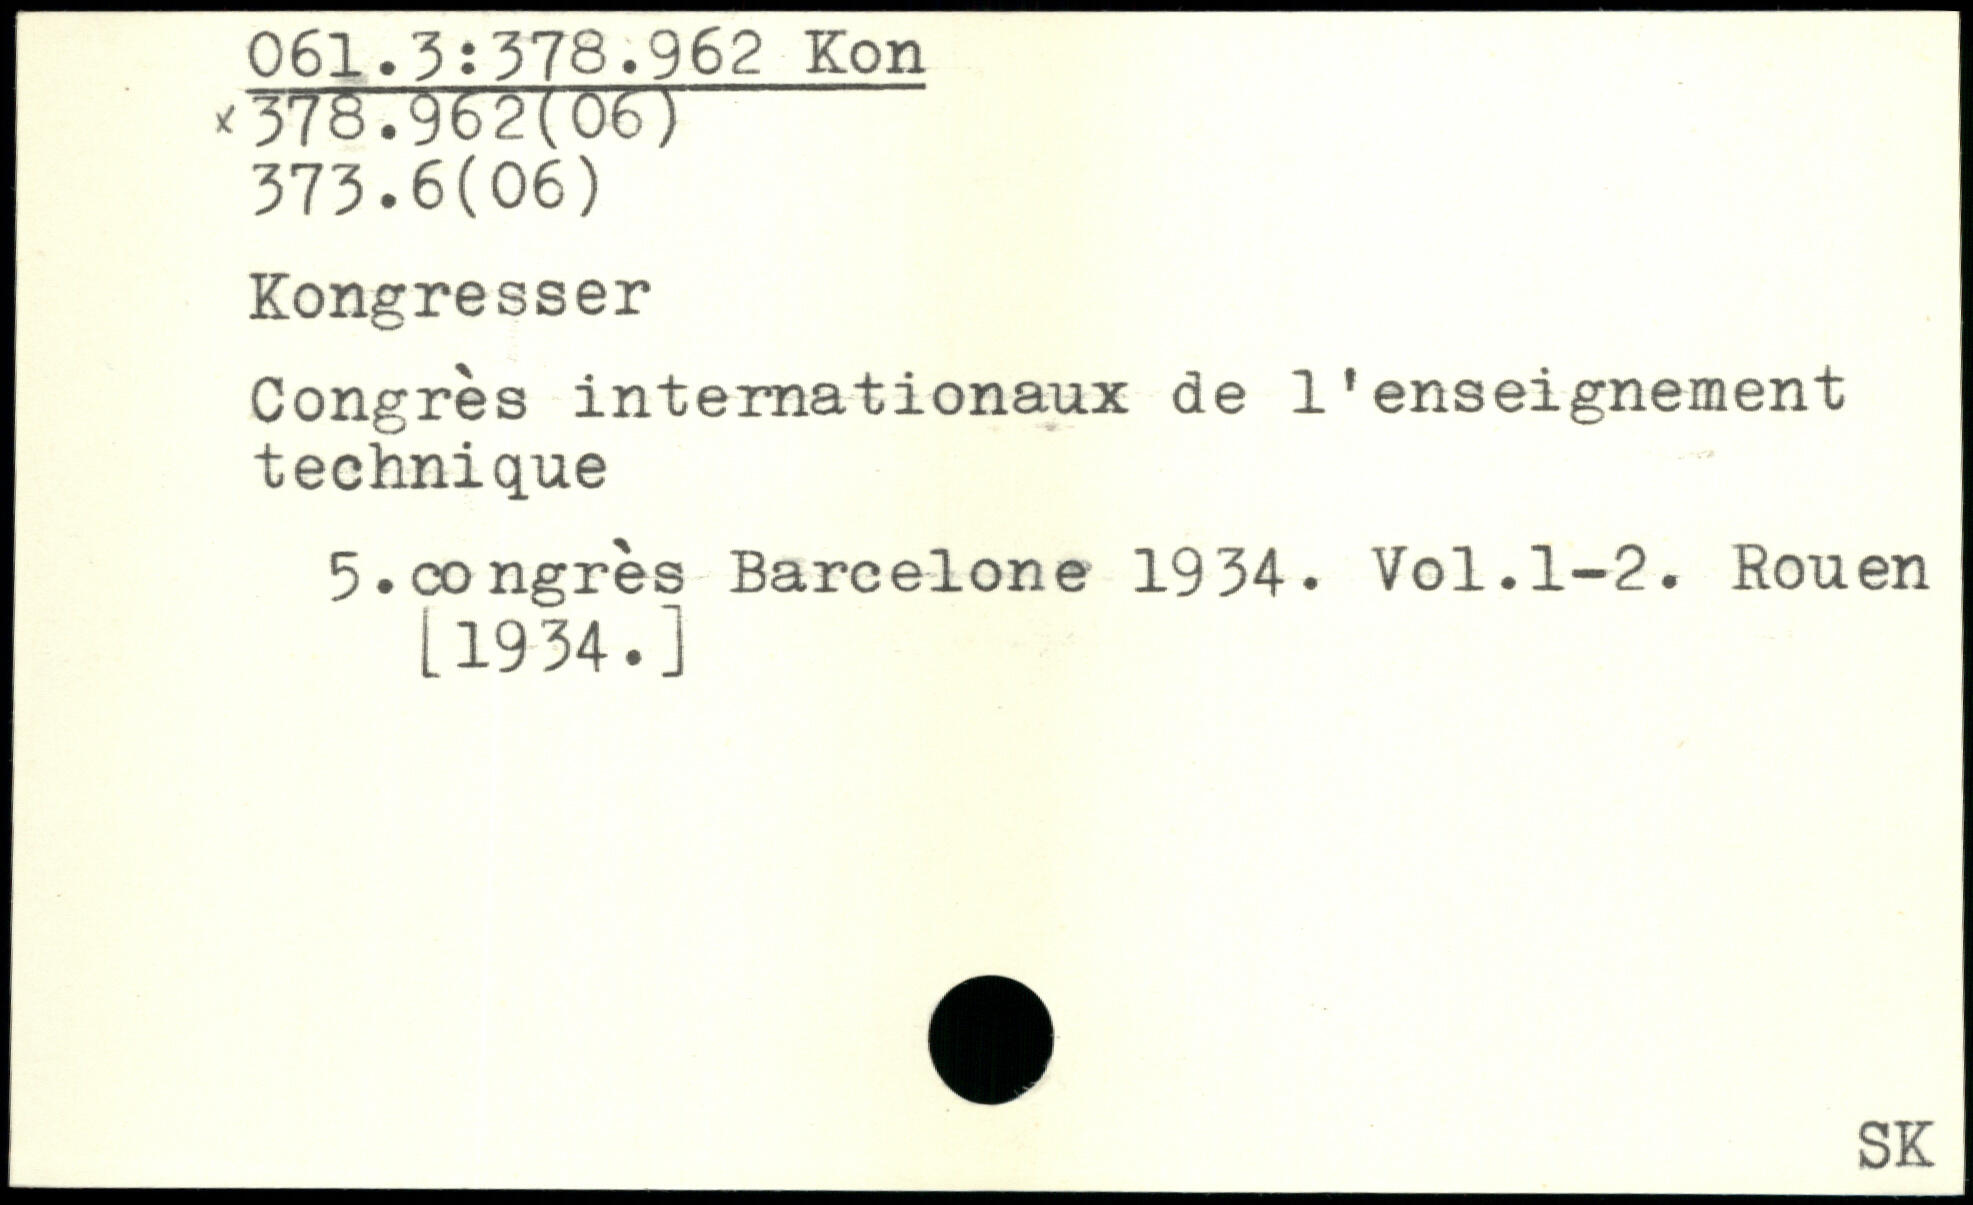 061.3:378.962 Kon
x378.962(06)
373.6(06)
Kongresser
Congrès internationaux de l'enseignement
technique
5.congrès Barcelone 1934. Vol.1-2. Rouen
[1934.]
SK